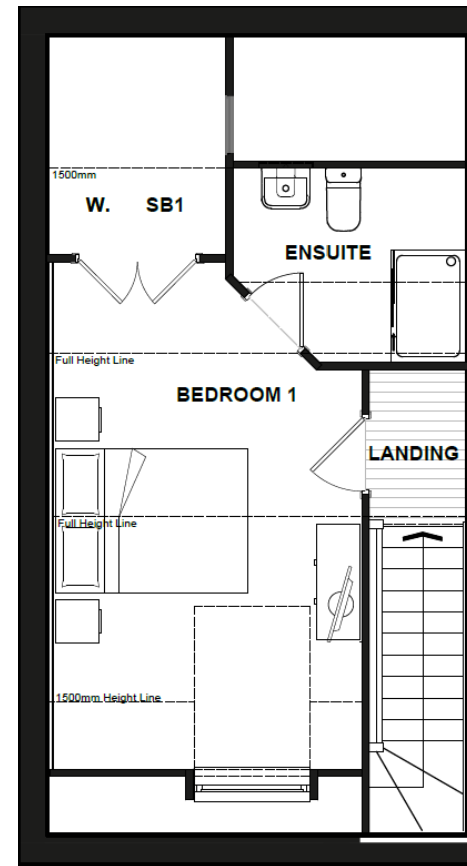 1500mm
W. SB1
ENSUITE
Full Height Line
BEDROOM 1
LANDING
Full Height Line
1500mm Height Line